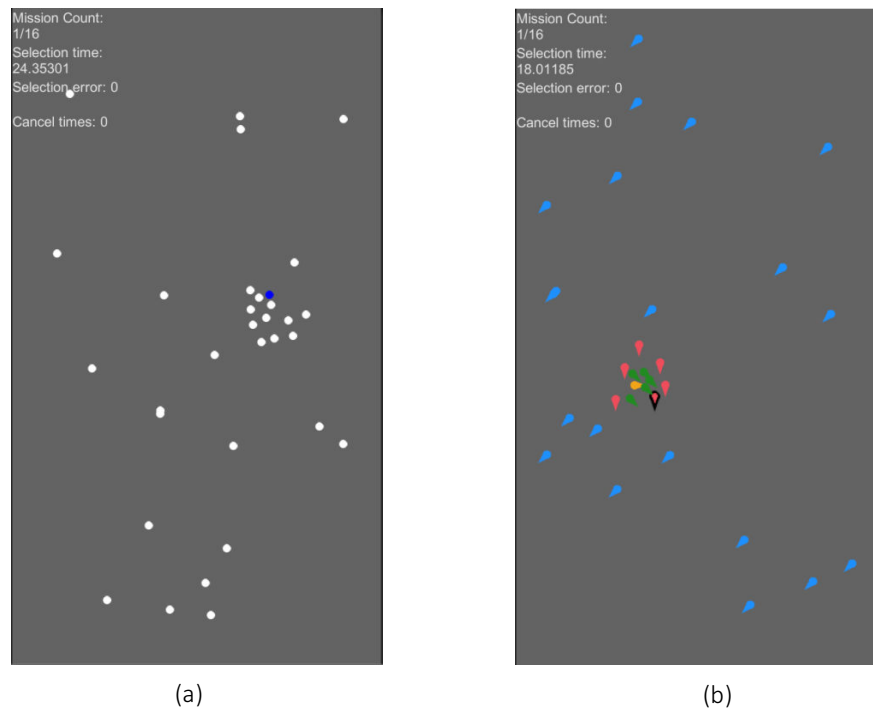 Mission Count:
1/16
Selection time:
24.35301
Selection error: 0
Cancel times: 0
(a)
Mission Count:
1/16
Selection time:
18.01185
Selection error: 0
Cancel times: 0
(b)